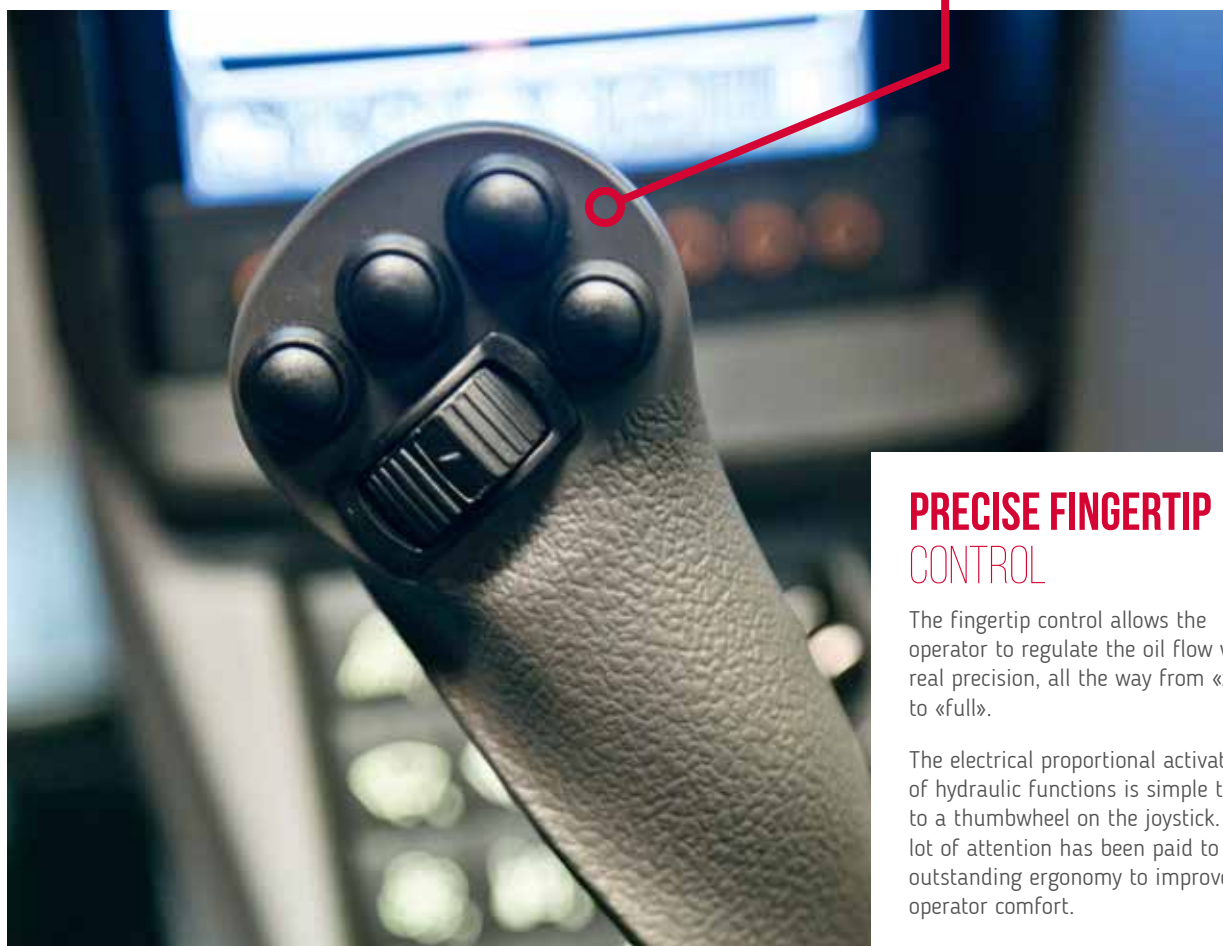 PRECISE FINGERTIP
CONTROL
The fingertip control allows the
operator to regulate the oil flow
real precision, all the way from «
to «full».
The electrical proportional
of hydraulic functions is simple
to a thumbwheel on the joystick.
lot of attention has been paid to
outstanding ergonomy to improve
operator comfort.